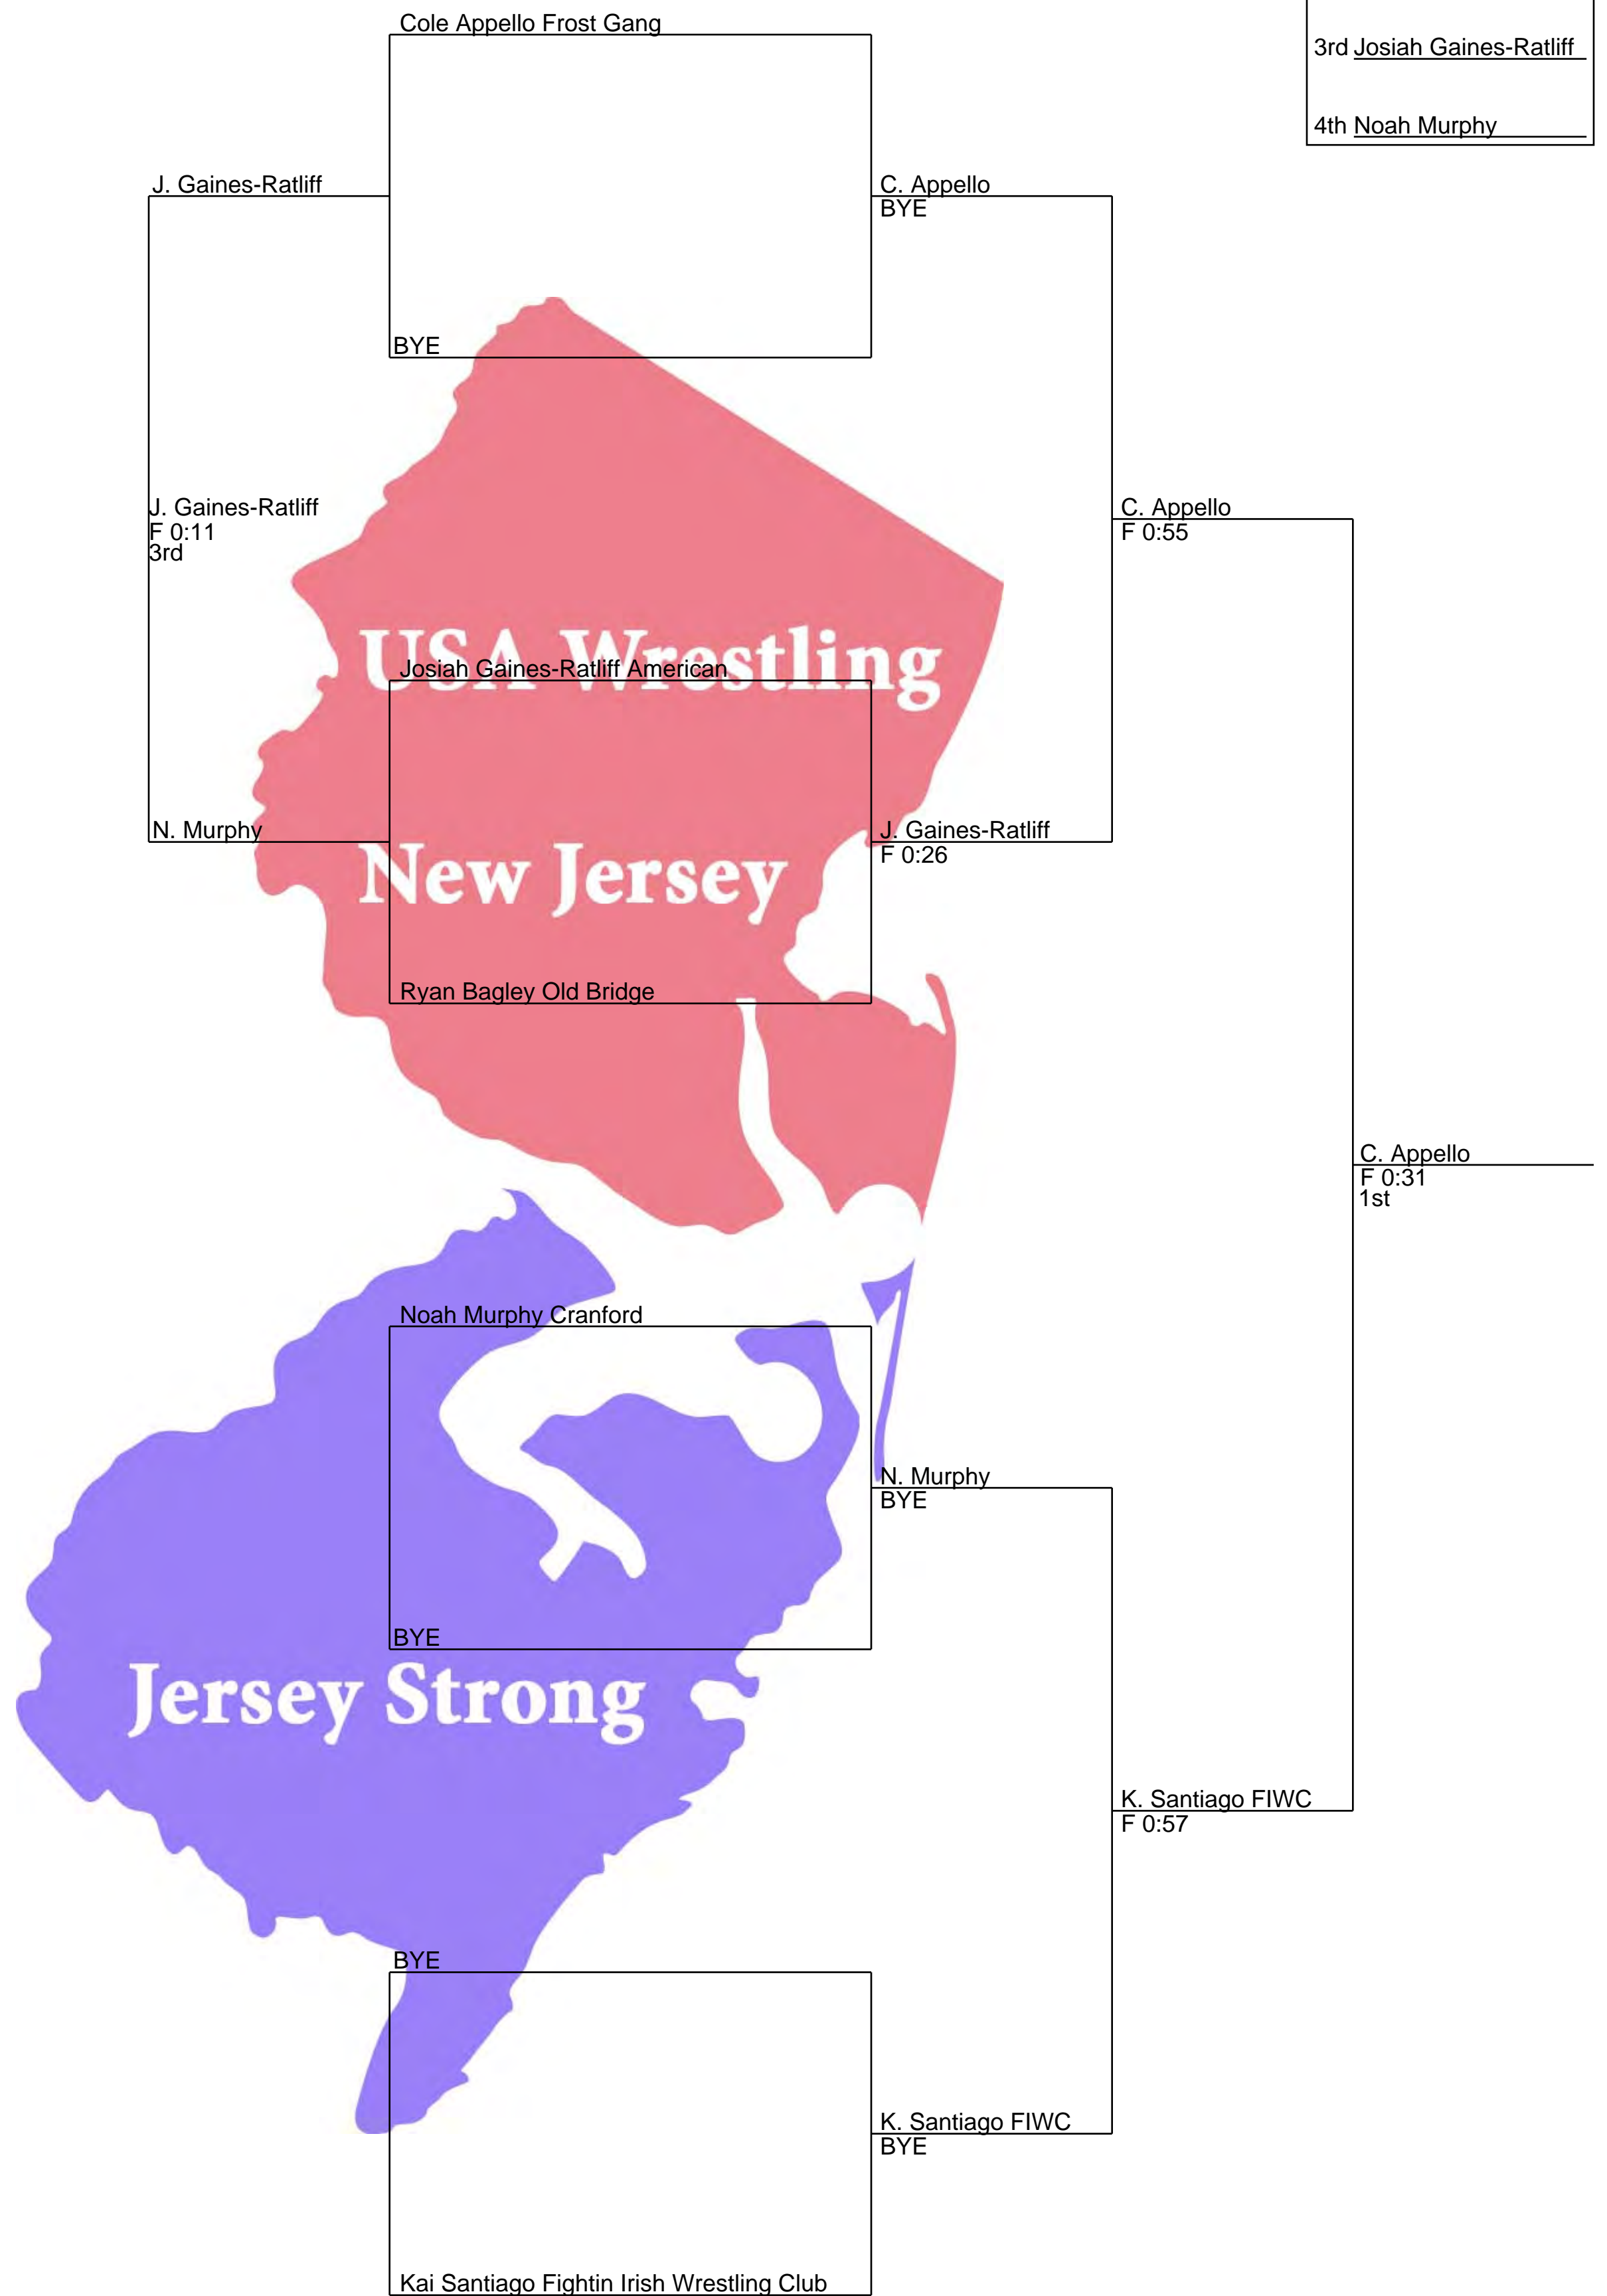 Cole Appello Frost Gang
3rd Josiah Gaines-Ratliff
4th Noah Murphy
J. Gaines-Ratliff
C. Appello
BYE
BYE
J. Gaines-Ratliff
F 0:11
3rd
C. Appello
F 0:55
USA Wrestling
Josiah Gaines-Ratliff American
N. Murphy
J. Gaines-Ratliff
F 0:26
New Jersey
Ryan Bagley Old Bridge
C. Appello
F 0:31
1st
Noah Murphy Cranford
N. Murphy
BYE
BYE
Jersey Strong
K. Santiago FIWC
F 0:57
BYE
K. Santiago FIWC
BYE
Kai Santiago Fightin Irish Wrestling Club